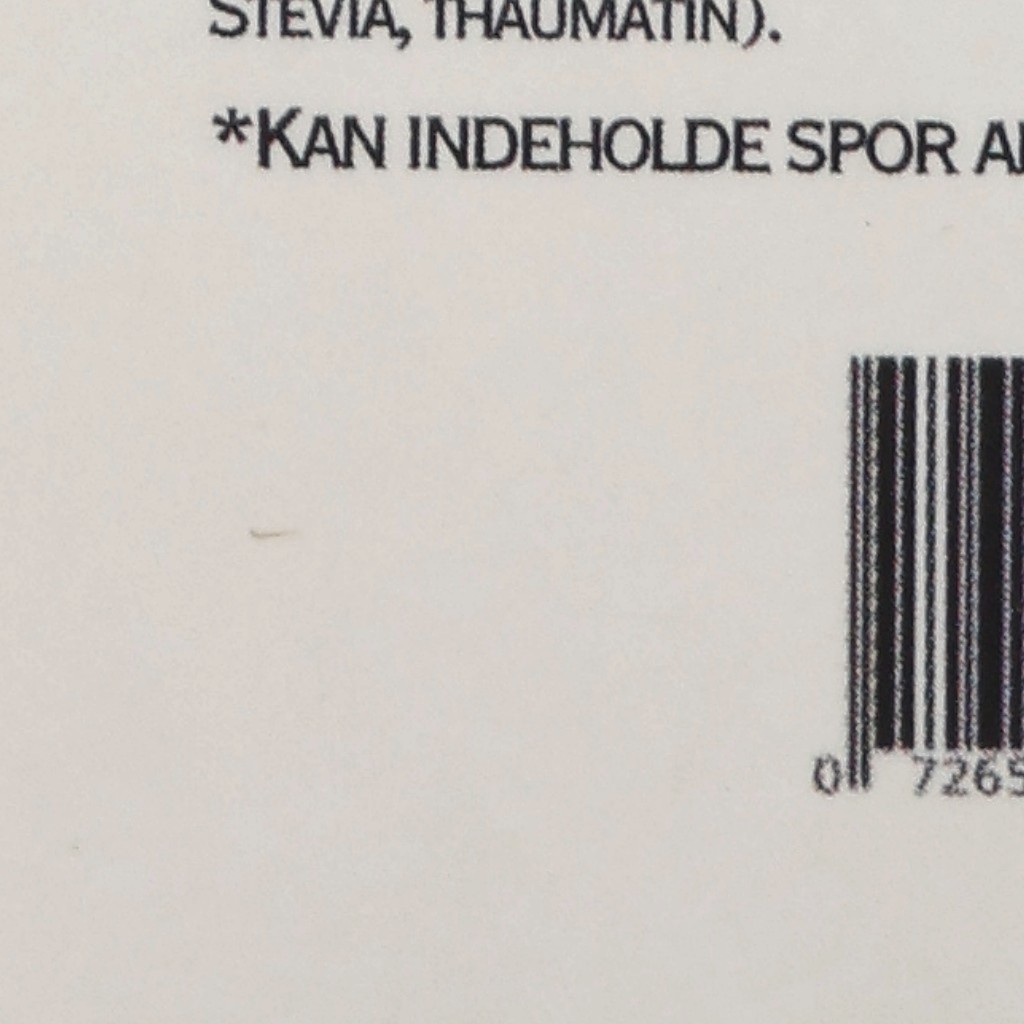 STEVIA, THAUMATIN).
*KAN INDEHOLDE SPOR
0 7265